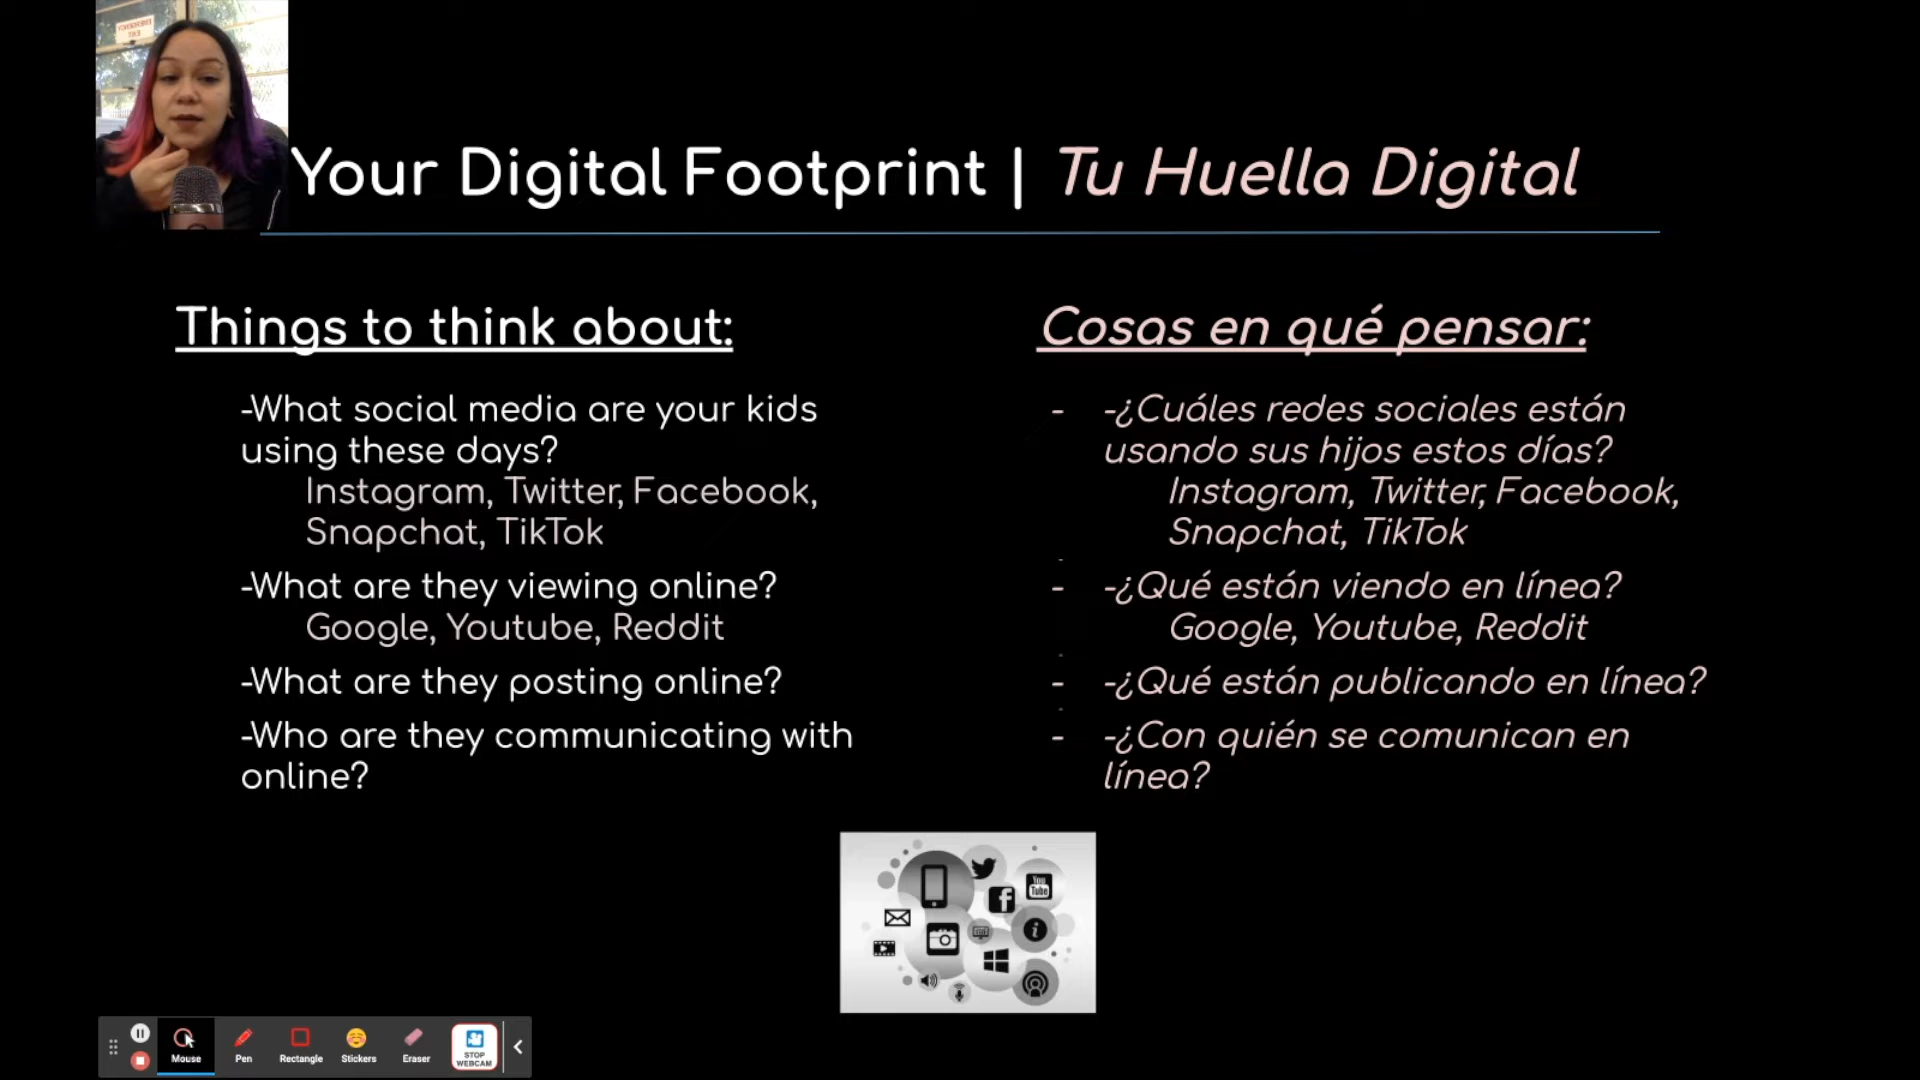 EMERGENCY
Your Digital Footprint | Tu Huella Digital
Things to think about:
-What social media are your kids
using these days?
Instagram, Twitter, Facebook,
Snapchat, TikTok
-What are they viewing online?
Google, Youtube, Reddit
-What are they posting online?
-Who are they communicating with
online?
Cosas en qué pensar:
- -¿Cuáles redes sociales están
usando sus hijos estos días?
Instagram, Twitter, Facebook,
Snapchat, TikTok
- -¿Qué están viendo en línea?
Google, Youtube, Reddit
- -¿Qué están publicando en línea?
- -¿Con quién se comunican en
línea?
You
Tube
Mouse
Pen
Rectangle
Stickers
Eraser
STOP
WEBCAM